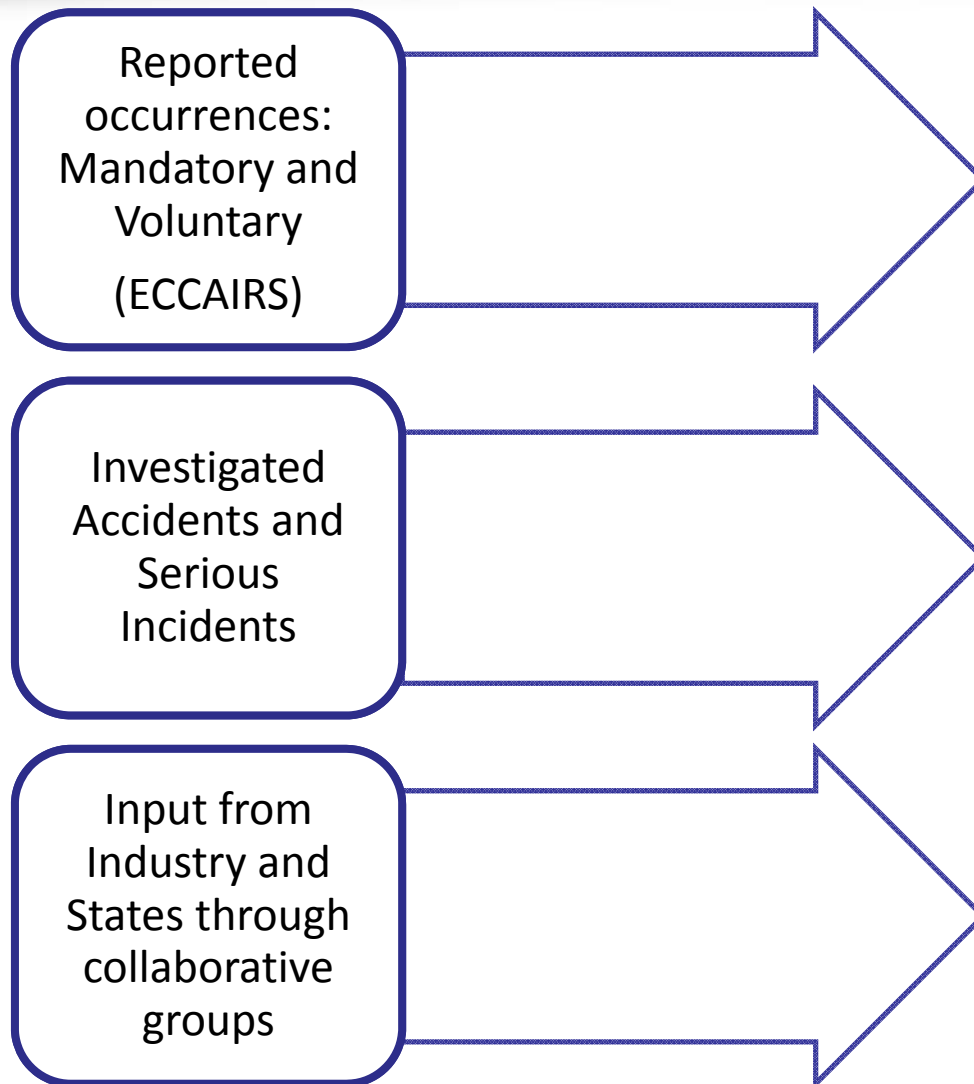 Reported
occurrences:
Mandatory and
Voluntary
(ECCAIRS)
Investigated
Accidents and
Serious
Incidents
Input from
Industry and
States through
collaborative
groups